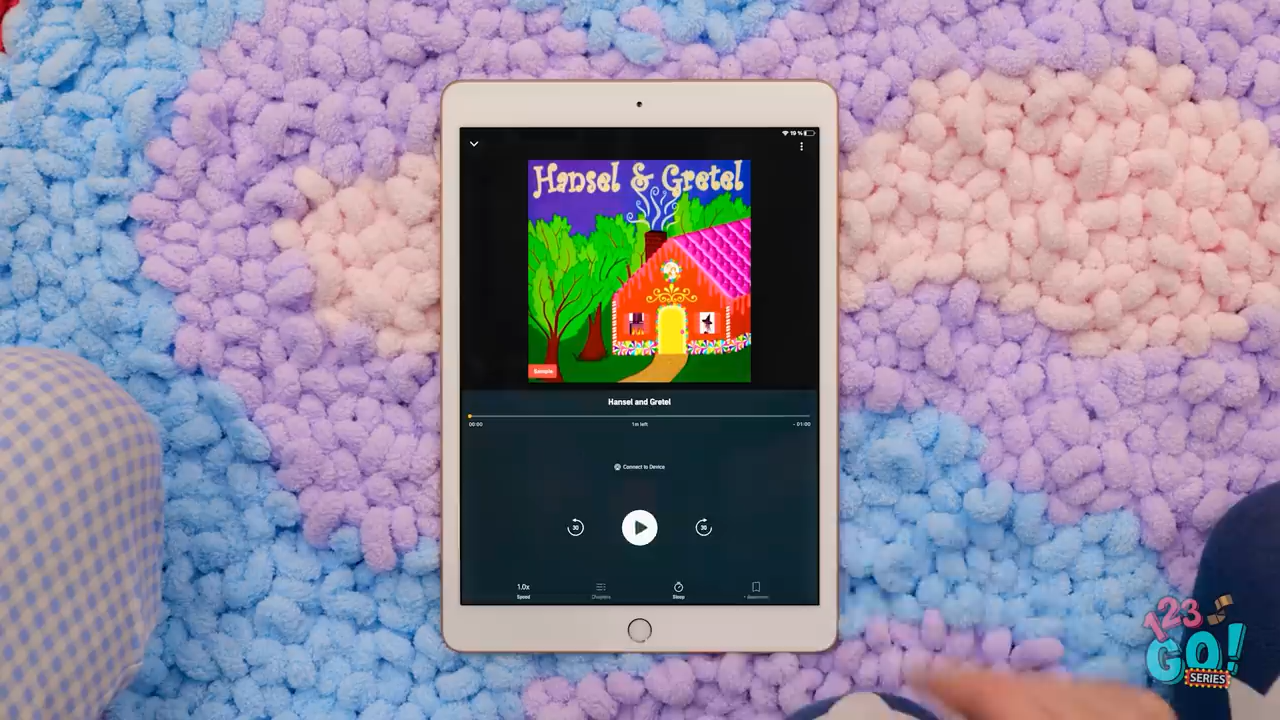 19 %
Hansel & Gretel
Sample
Hansel and Gretel
00:00
1m left
- 01:00
Connect to Device
30
30
1.0x
Speed
Chapters
Sleep
123
GO!
SERIES